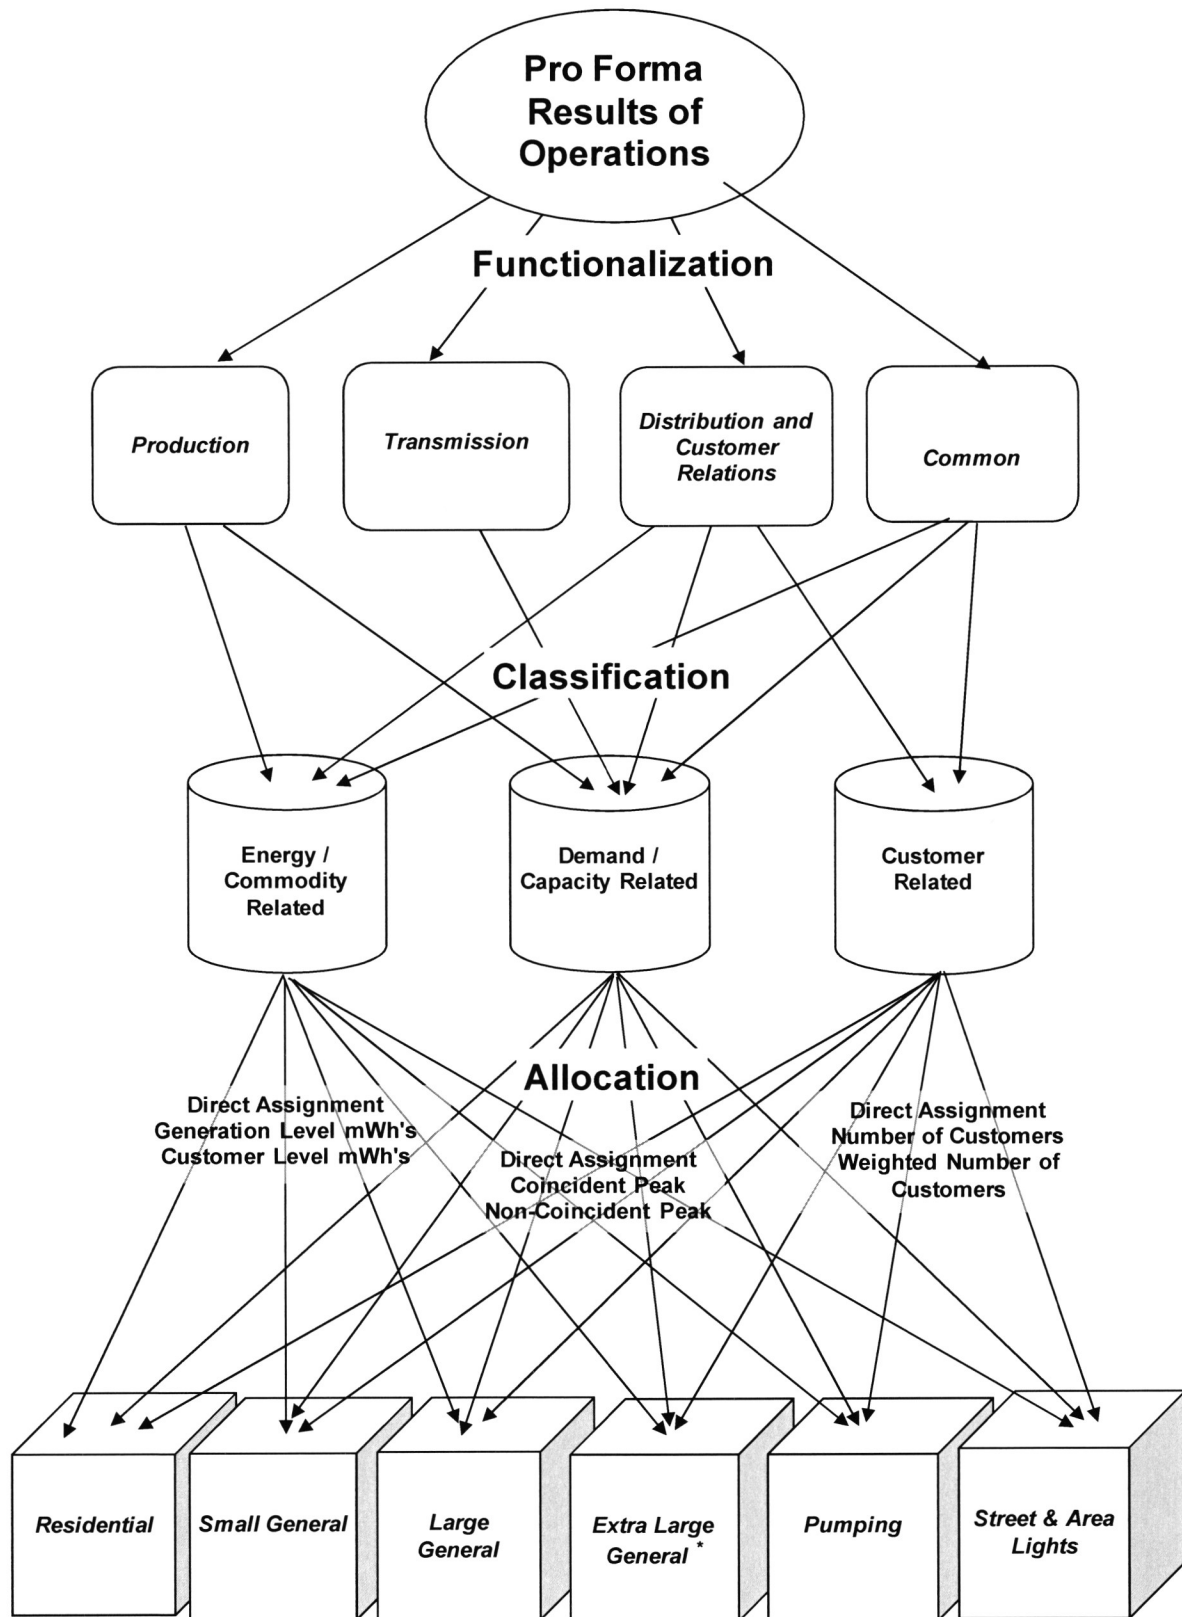 Pro Forma
Results of
Operations
Functionalization
Production
Transmission
Distribution and
Customer
Relations
Common
Classification
Energy /
Commodity
Related
Demand /
Capacity Related
Customer
Related
Allocation
Direct Assignment
Generation Level mWh's
Customer Level mWh's
Direct Assignment
Coincident Peak
Non-Coincident Peak
Direct Assignment
Number of Customers
Weighted Number of
Customers
Residential
Small General
Large
General
Extra Large
General *
Pumping
Street & Area
Lights